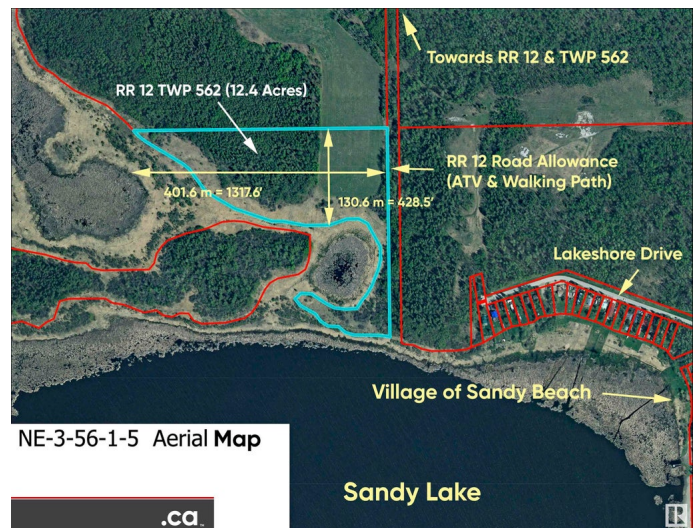 Towards RR 12 & TWP 562
RR 12 TWP 562 (12.4 Acres)
RR 12 Road Allowance
(ATV & Walking Path)
401.6 m = 1317.6'
130.6 m = 428.5'
Lakeshore Drive
Village of Sandy Beach
NE-3-56-1-5 Aerial Map
Sandy Lake
.ca
R